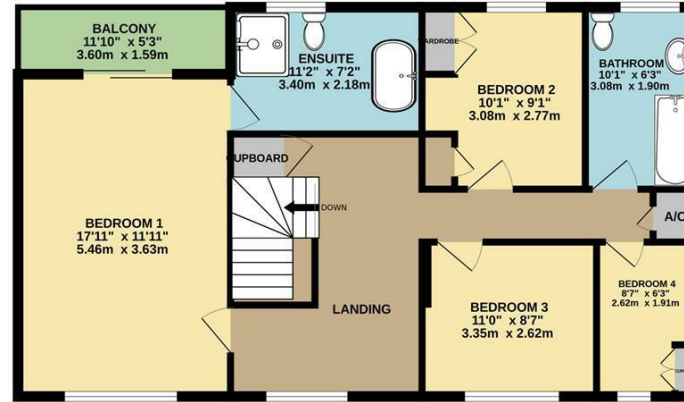 BALCONY
11'10" x 5'3"
3.60m x 1.59m
ENSUITE
11'2" x 7'2"
3.40m x 2.18m
WARDROBE
BEDROOM 2
10'1" x 9'1"
3.08m x 2.77m
BATHROOM
10'1" x 6'3"
3.08m x 1.90m
CUPBOARD
DOWN
BEDROOM 1
17'11" x 11'11"
5.46m x 3.63m
A/C
LANDING
BEDROOM 3
11'0" x 8'7"
3.35m x 2.62m
BEDROOM 4
8'7" x 6'3"
2.62m x 1.91m